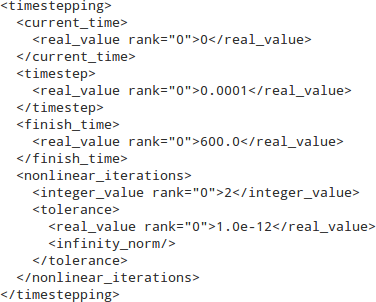 <timestepping>
  <current_time>
    <real_value rank="0">0</real_value>
  </current_time>
  <timestep>
    <real_value rank="0">0.0001</real_value>
  </timestep>
  <finish_time>
    <real_value rank="0">600.0</real_value>
  </finish_time>
  <nonlinear_iterations>
    <integer_value rank="0">2</integer_value>
    <tolerance>
      <real_value rank="0">1.0e-12</real_value>
      <infinity_norm/>
    </tolerance>
  </nonlinear_iterations>
</timestepping>